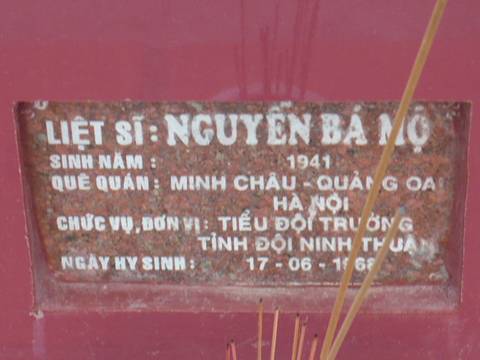 LIỆT SĨ : NGUYỄN BÁ MỘ
SINH NĂM : 1941
QUÊ QUÁN : MINH CHÂU - QUẢNG OAI
HÀ NỘI
CHỨC VỤ, ĐƠN VỊ : TIỂU ĐỘI TRƯỞNG
TỈNH ĐỘI NINH THUẬN
NGÀY HY SINH : 17 - 06 - 1968